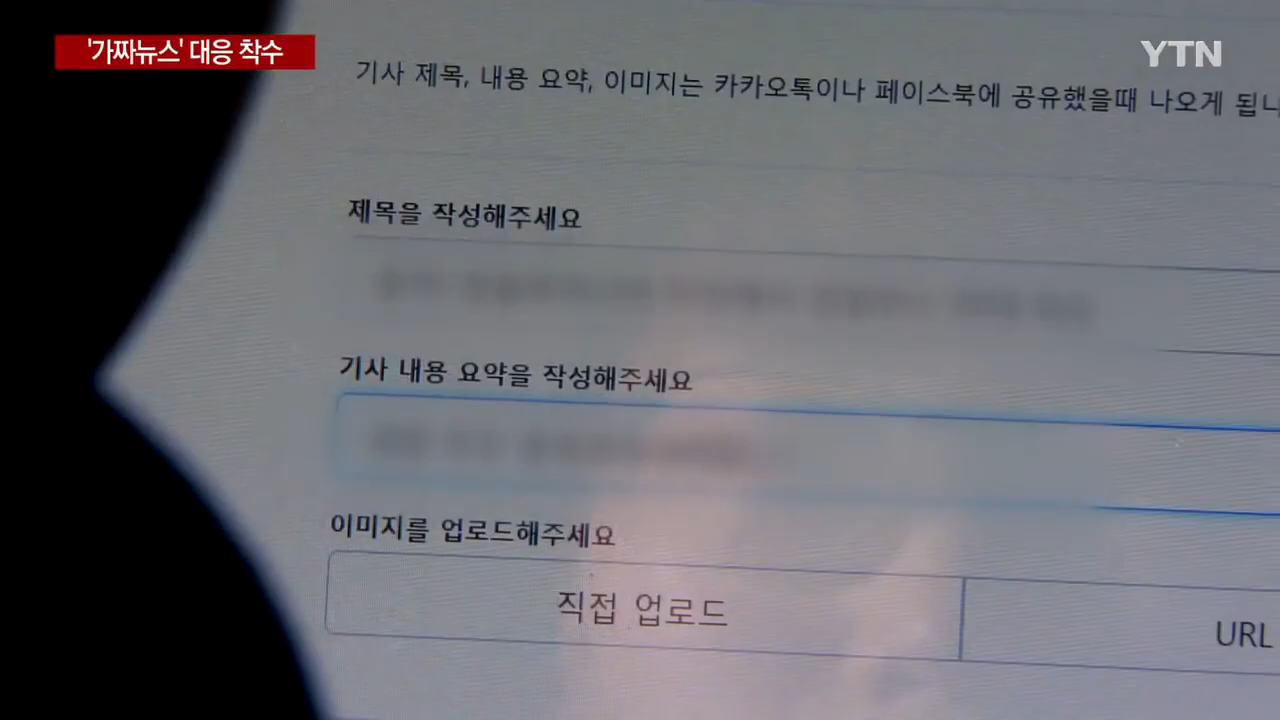 '가짜뉴스' 대응 착수
YTN
기사 제목, 내용 요약, 이미지는 카카오톡이나 페이스북에 공유했을때 나오게 됩니
제목을 작성해주세요
기사 내용 요약을 작성해주세요
이미지를 업로드해주세요
직접 업로드
URL